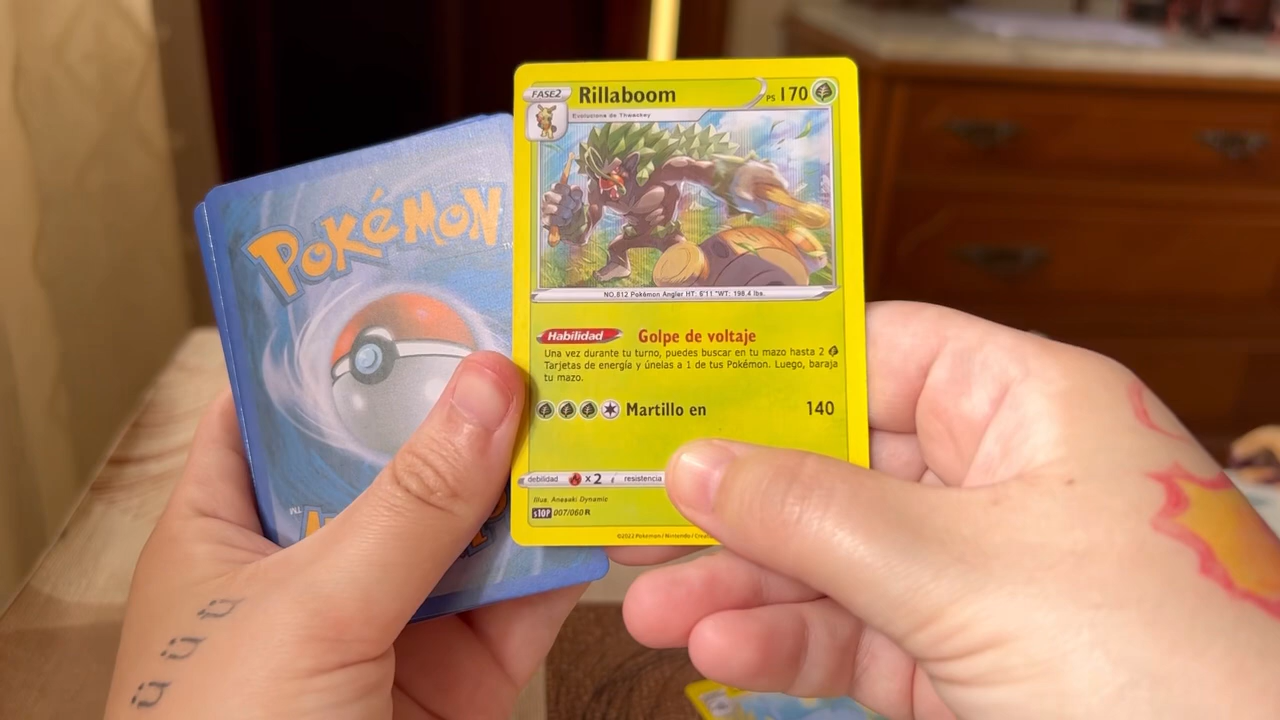 POKéMON
TM
FASE2
Rillaboom
PS 170
Evoluciona de Thwackey
NO.812 Pokémon Angler HT: 6'11 "WT: 198.4 lbs.
Habilidad Golpe de voltaje
Una vez durante tu turno, puedes buscar en tu mazo hasta 2
Tarjetas de energía y únelas a 1 de tus Pokémon. Luego, baraja
tu mazo.
Martillo en 140
debilidad x2 resistencia
Illus. Anesaki Dynamic
s10P 007/060 R
©2022 Pokémon/Nintendo/
ü ü ü